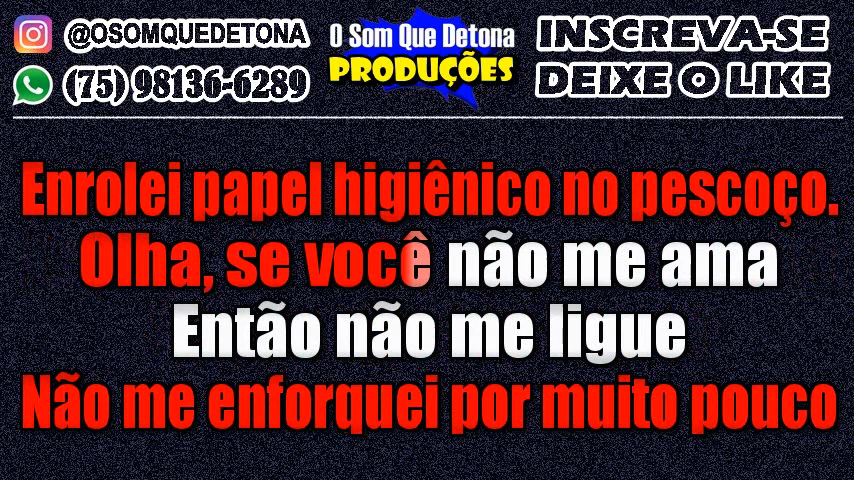 @OSOMQUEDETONA
(75) 98136-6289
O Som Que Detona
PRODUÇÕES
INSCREVA-SE
DEIXE O LIKE
Enrolei papel higiênico no pescoço.
Olha, se você não me ama
Então não me ligue
Não me enforquei por muito pouco